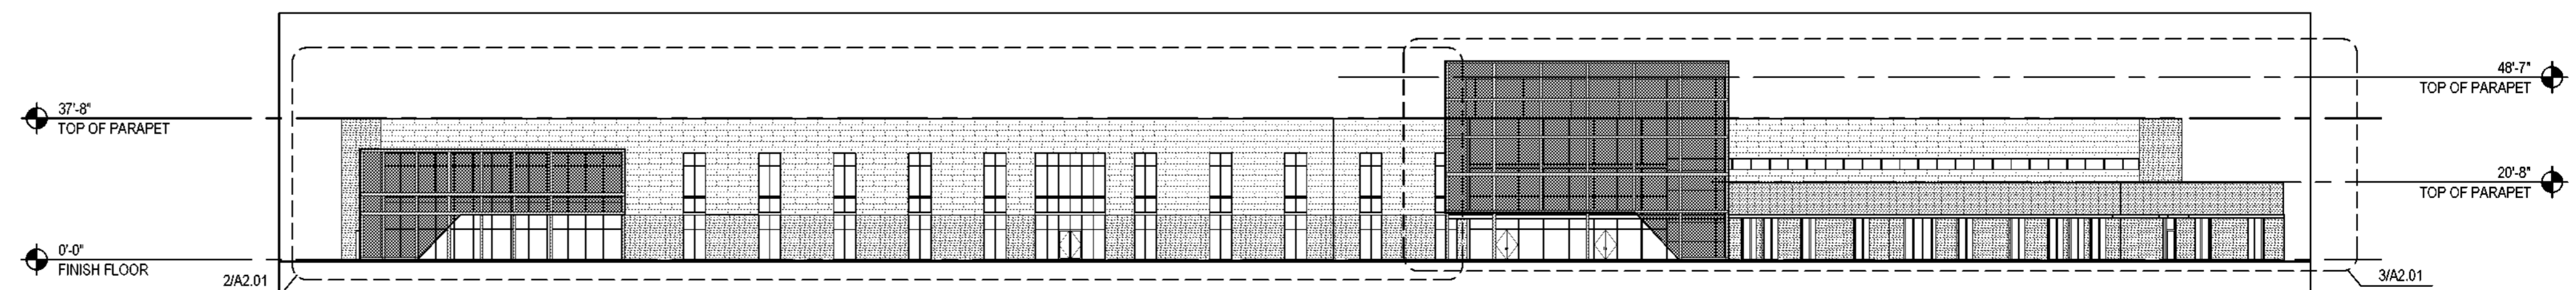 48'-7"
TOP OF PARAPET
37'-8"
TOP OF PARAPET
20'-8"
TOP OF PARAPET
0'-0"
FINISH FLOOR
2/A2.01
3/A2.01